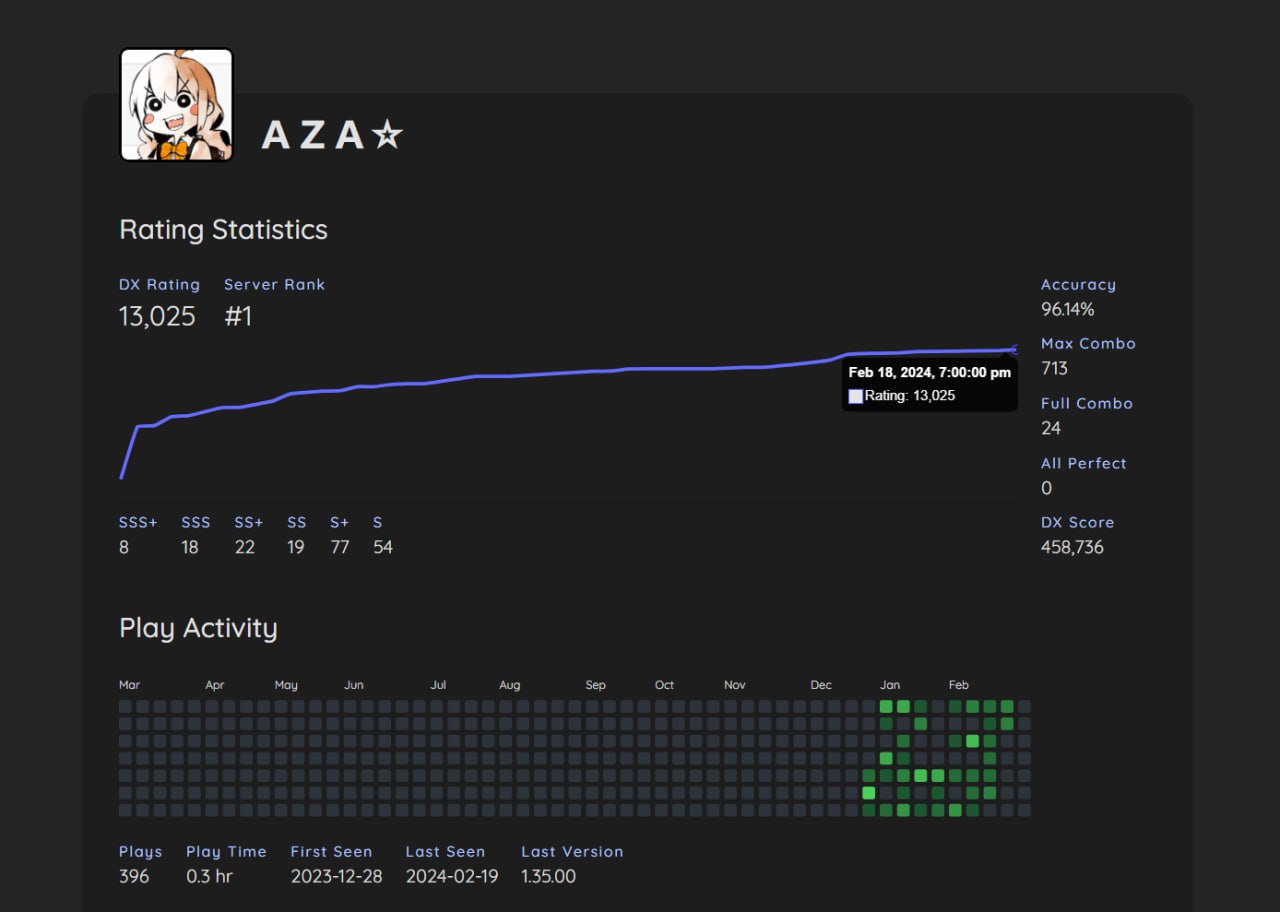 A Z A ☆
Rating Statistics
DX Rating Server Rank
13,025 #1
Accuracy
96.14%
Max Combo
713
Full Combo
24
All Perfect
0
DX Score
458,736
Feb 18, 2024, 7:00:00 pm
Rating: 13,025
SSS+ SSS SS+ SS S+ S
8 18 22 19 77 54
Play Activity
Mar Apr May Jun Jul Aug Sep Oct Nov Dec Jan Feb
Plays Play Time First Seen Last Seen Last Version
396 0.3 hr 2023-12-28 2024-02-19 1.35.00